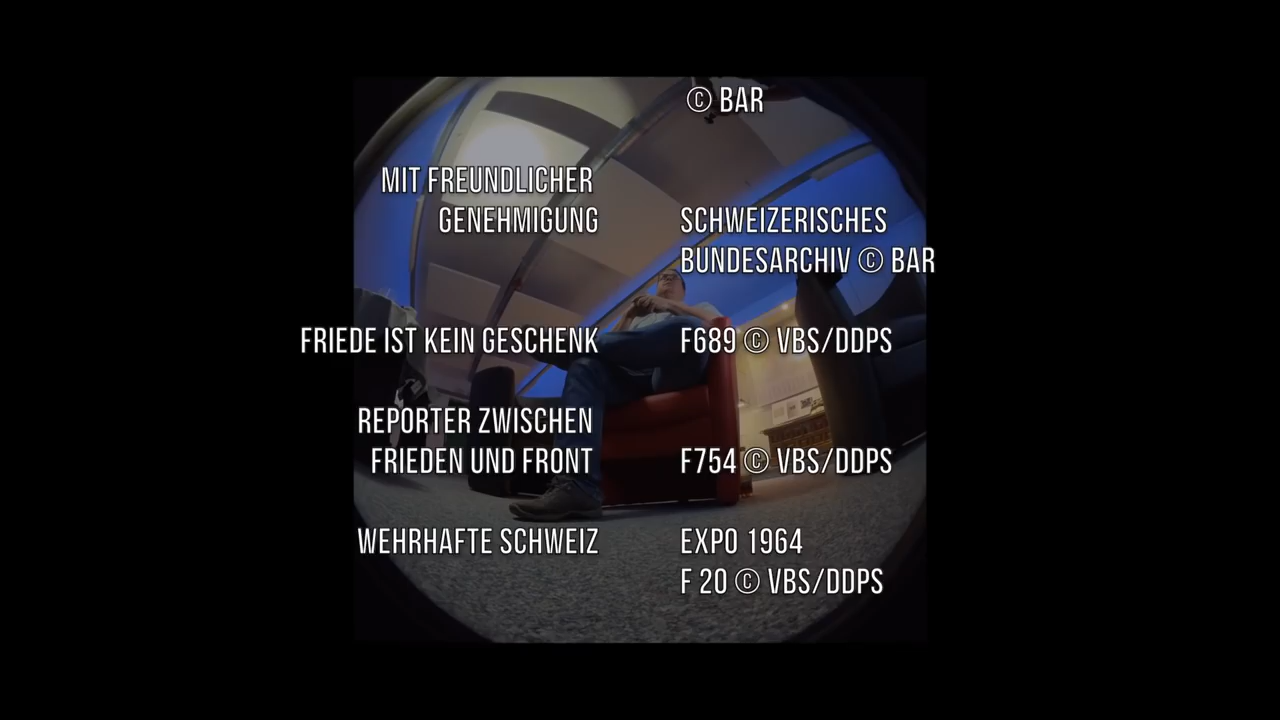 © BAR
MIT FREUNDLICHER
GENEHMIGUNG
SCHWEIZERISCHES
BUNDESARCHIV © BAR
FRIEDE IST KEIN GESCHENK
F689 © VBS/DDPS
REPORTER ZWISCHEN
FRIEDEN UND FRONT
F754 © VBS/DDPS
WEHRHAFTE SCHWEIZ
EXPO 1964
F 20 © VBS/DDPS